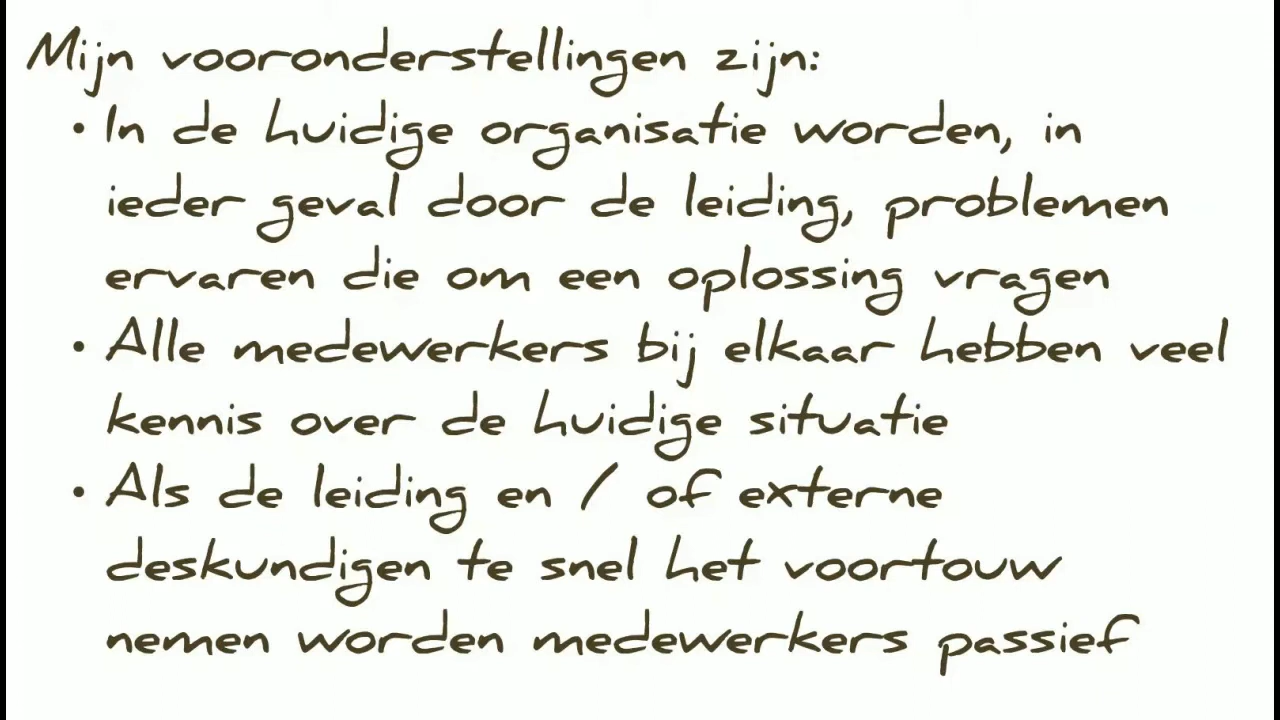 Mijn vooronderstellingen zijn:
• In de huidige organisatie worden, in
ieder geval door de leiding, problemen
ervaren die om een oplossing vragen
• Alle medewerkers bij elkaar hebben veel
kennis over de huidige situatie
• Als de leiding en / of externe
deskundigen te snel het voortouw
nemen worden medewerkers passief